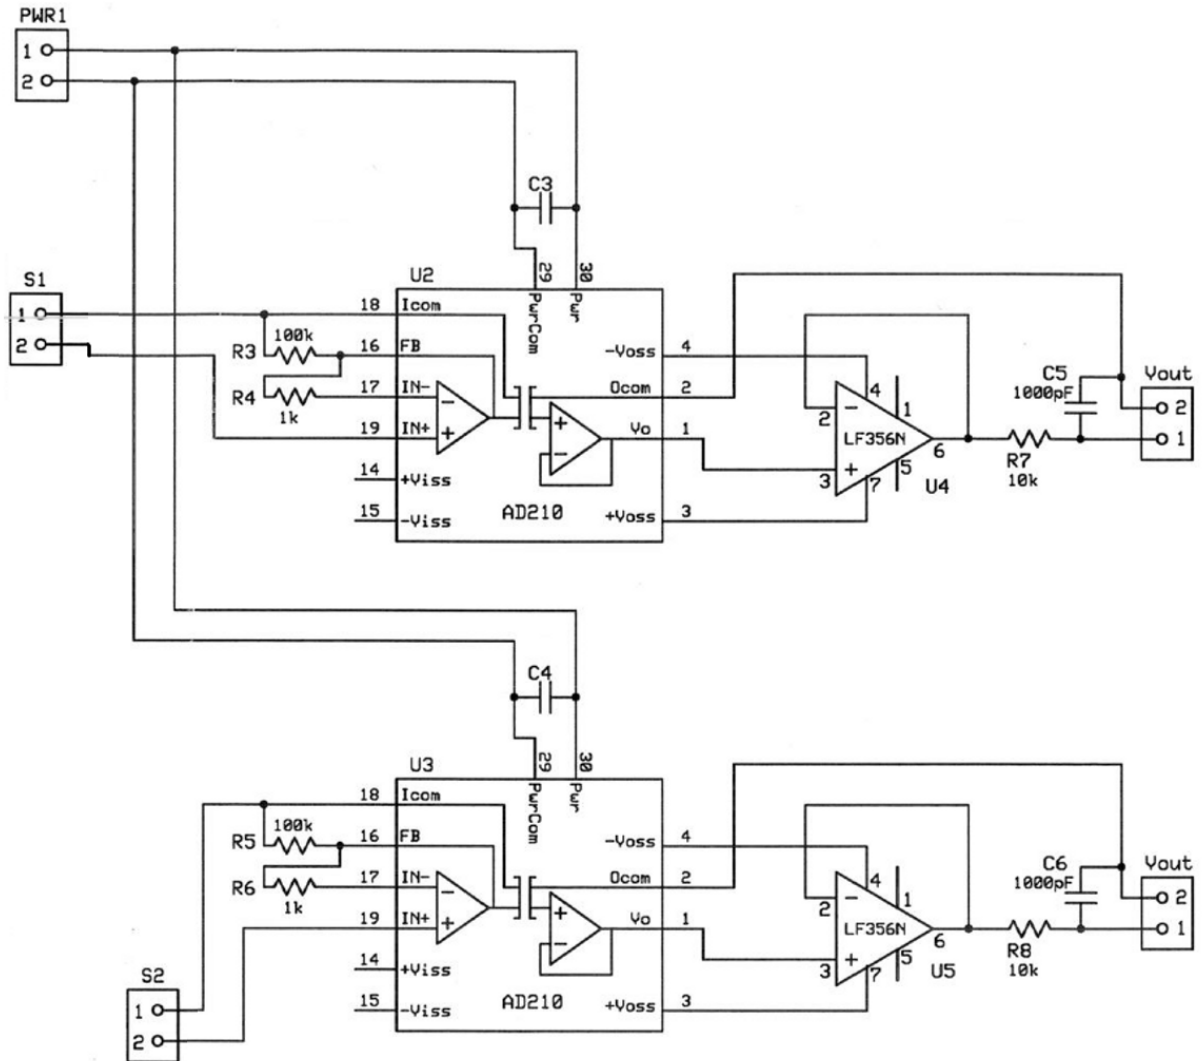 PWR1
1
2
C3
29
30
S1
1
2
U2
PwrCom
Pwr
18 Icom
R3 100k
16 FB
R4
1k
17 IN-
19 IN+
14 +Viss
15 -Viss
AD210
-Voss 4
Ocom 2
Vo 1
+Voss 3
-
+
+
-
2
-
4
1
LF356N
6
3
+
7
5
U4
R7
10k
C5
1000pF
Vout
2
1
C4
29
30
U3
PwrCom
Pwr
18 Icom
R5 100k
16 FB
R6
1k
17 IN-
19 IN+
14 +Viss
15 -Viss
AD210
-Voss 4
Ocom 2
Vo 1
+Voss 3
-
+
+
-
2
-
4
1
LF356N
6
3
+
7
5
U5
R8
10k
C6
1000pF
Vout
2
1
S2
1
2